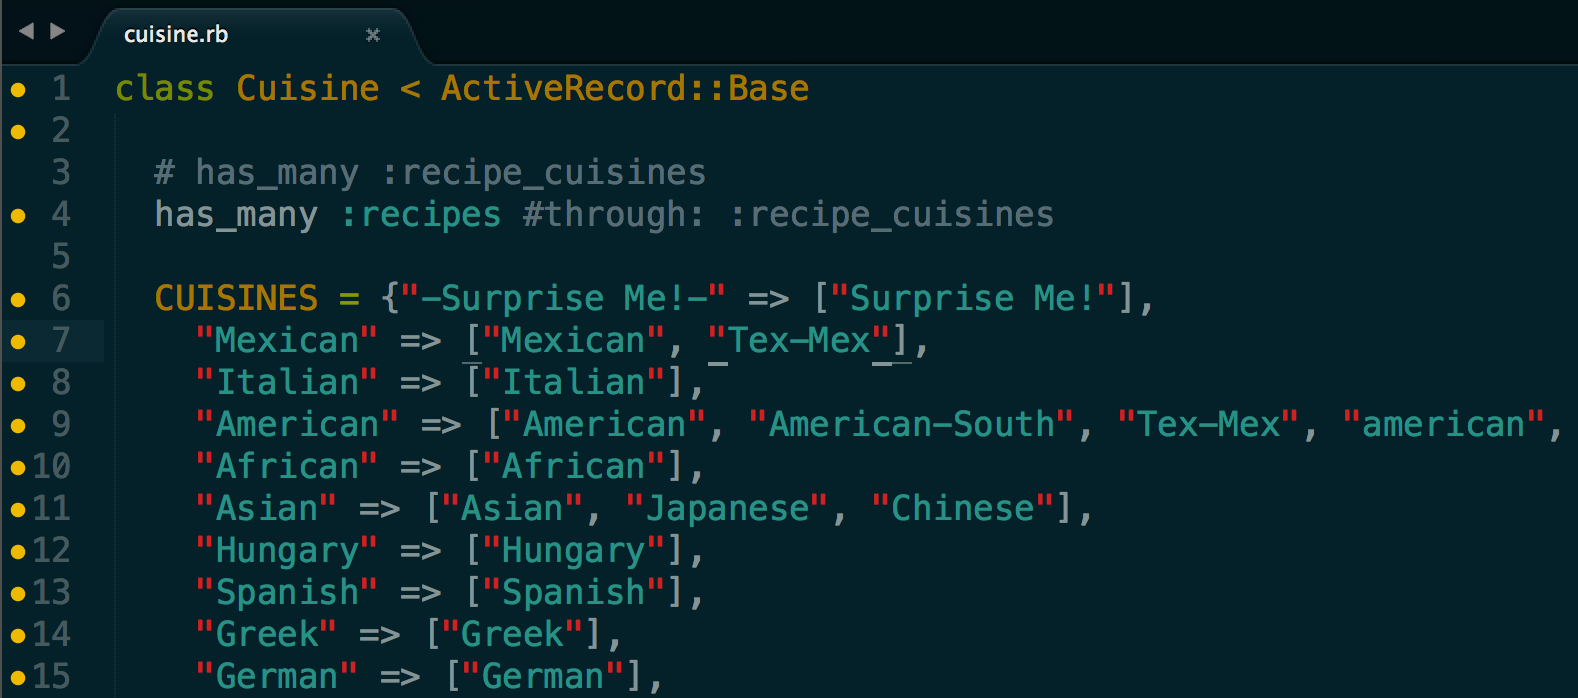 cuisine.rb
1 class Cuisine < ActiveRecord::Base
2
3 # has_many :recipe_cuisines
4 has_many :recipes #through: :recipe_cuisines
5
6 CUISINES = {"-Surprise Me!-" => ["Surprise Me!"],
7 "Mexican" => ["Mexican", "Tex-Mex"],
8 "Italian" => ["Italian"],
9 "American" => ["American", "American-South", "Tex-Mex", "american",
10 "African" => ["African"],
11 "Asian" => ["Asian", "Japanese", "Chinese"],
12 "Hungary" => ["Hungary"],
13 "Spanish" => ["Spanish"],
14 "Greek" => ["Greek"],
15 "German" => ["German"],